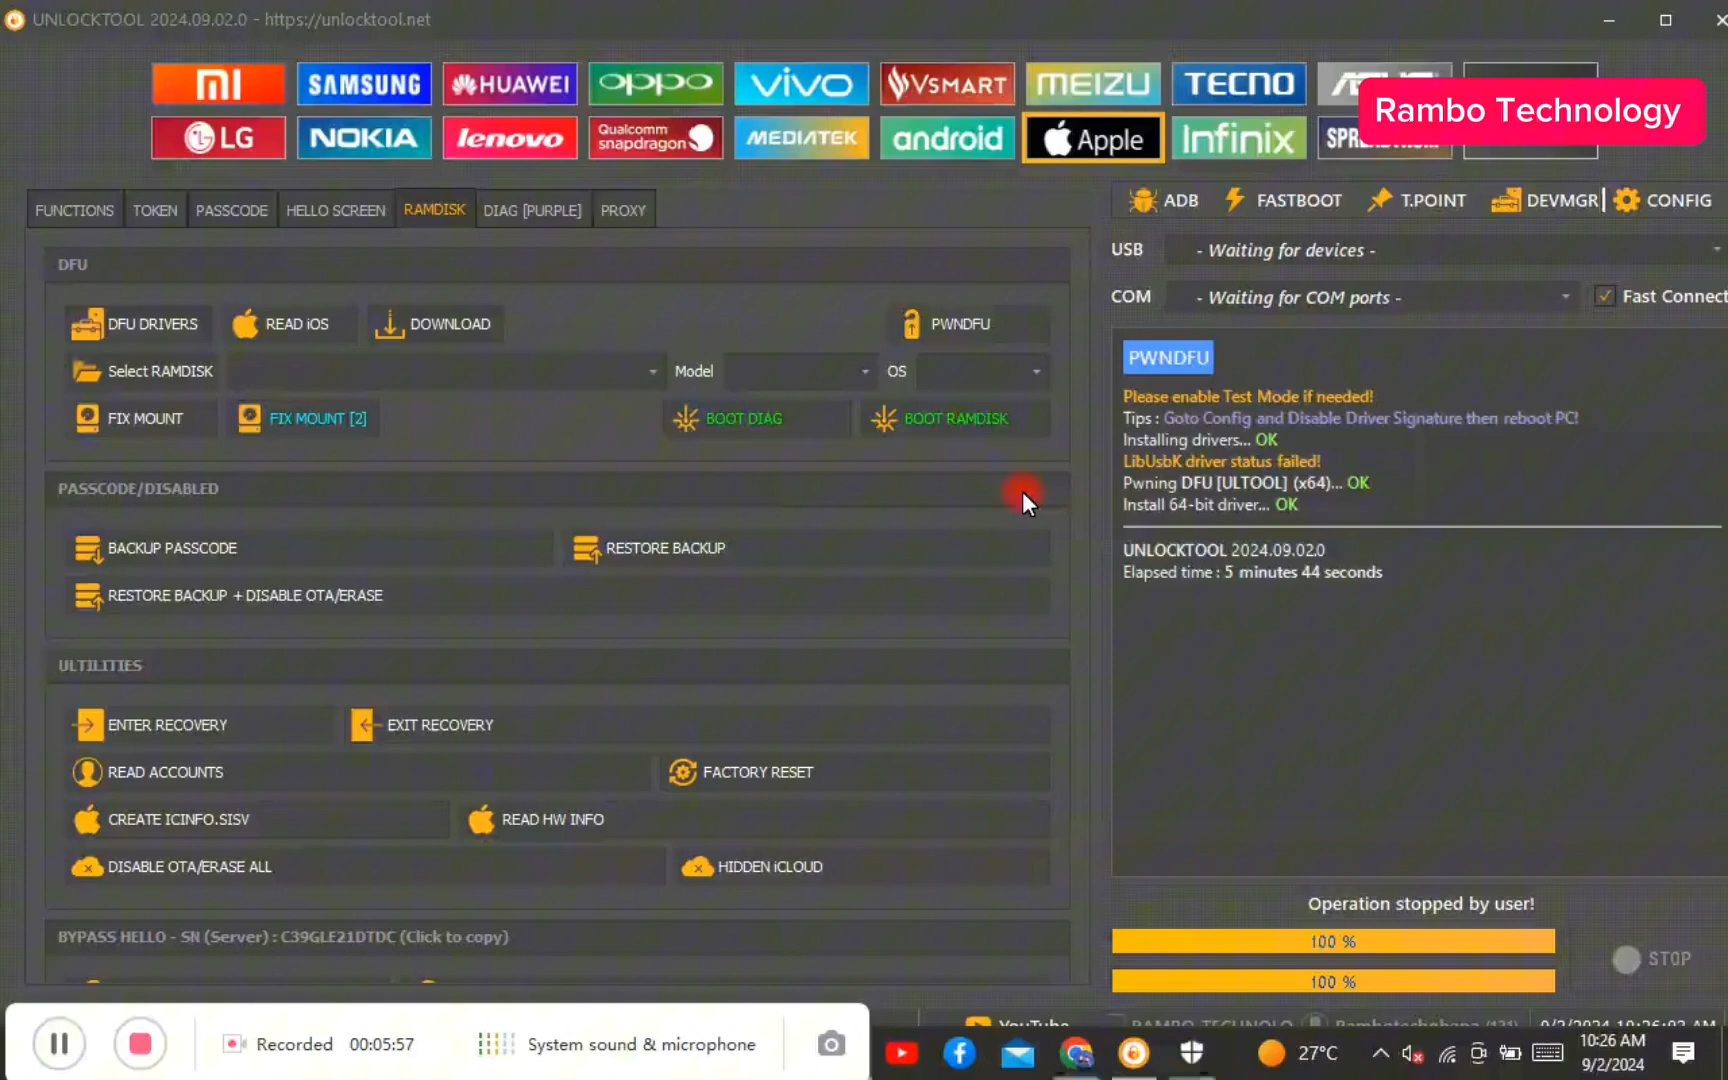 UNLOCKTOOL 2024.09.02.0 - https://unlocktool.net
mi SAMSUNG HUAWEI oppo vivo VSMART MEIZU TECNO
Rambo Technology
LG NOKIA lenovo Qualcomm snapdragon MEDIATEK android Apple Infinix
FUNCTIONS TOKEN PASSCODE HELLO SCREEN RAMDISK DIAG [PURPLE] PROXY
ADB FASTBOOT T.POINT DEVMGR CONFIG
DFU
USB - Waiting for devices -
COM - Waiting for COM ports - Fast Connect
DFU DRIVERS READ iOS DOWNLOAD PWNDFU
Select RAMDISK Model OS
FIX MOUNT FIX MOUNT [2] BOOT DIAG BOOT RAMDISK
PASSCODE/DISABLED
BACKUP PASSCODE RESTORE BACKUP
RESTORE BACKUP + DISABLE OTA/ERASE
ULTILITIES
ENTER RECOVERY EXIT RECOVERY
READ ACCOUNTS FACTORY RESET
CREATE ICINFO.SISV READ HW INFO
DISABLE OTA/ERASE ALL HIDDEN iCLOUD
BYPASS HELLO - SN (Server) : C39GLE21DTDC (Click to copy)
PWNDFU
Please enable Test Mode if needed!
Tips : Goto Config and Disable Driver Signature then reboot PC!
Installing drivers... OK
LibUsbK driver status failed!
Pwning DFU [ULTOOL] (x64)... OK
Install 64-bit driver... OK
UNLOCKTOOL 2024.09.02.0
Elapsed time : 5 minutes 44 seconds
Operation stopped by user!
100 %
100 %
STOP
Recorded 00:05:57 System sound & microphone
YouTube
27°C
10:26 AM
9/2/2024